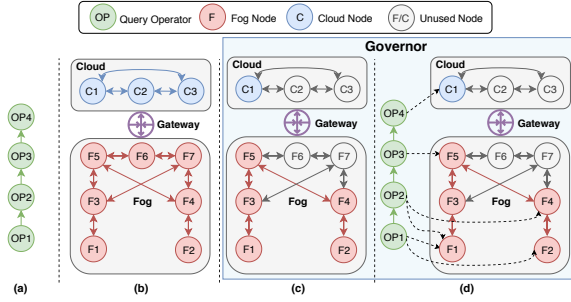 OP Query Operator F Fog Node C Cloud Node F/C Unused Node
Governor
OP4
OP3
OP2
OP1
(a)
Cloud
C1 C2 C3
Gateway
F5 F6 F7
F3 Fog F4
F1 F2
(b)
Cloud
C1 C2 C3
Gateway
F5 F6 F7
F3 Fog F4
F1 F2
(c)
OP4
OP3
OP2
OP1
Cloud
C1 C2 C3
Gateway
F5 F6 F7
F3 Fog F4
F1 F2
(d)